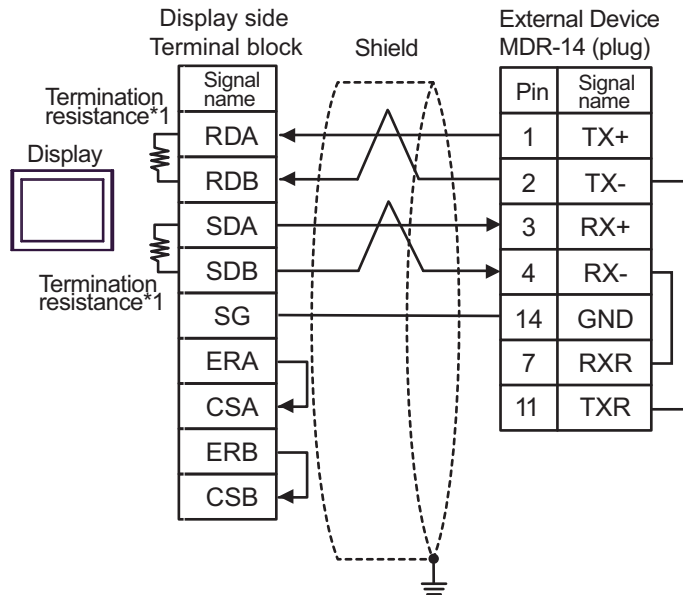 Display side
Terminal block
Shield
External Device
MDR-14 (plug)
Termination
resistance*1
Display
Termination
resistance*1
Signal
name
RDA
RDB
SDA
SDB
SG
ERA
CSA
ERB
CSB
Pin Signal
name
1 TX+
2 TX-
3 RX+
4 RX-
14 GND
7 RXR
11 TXR